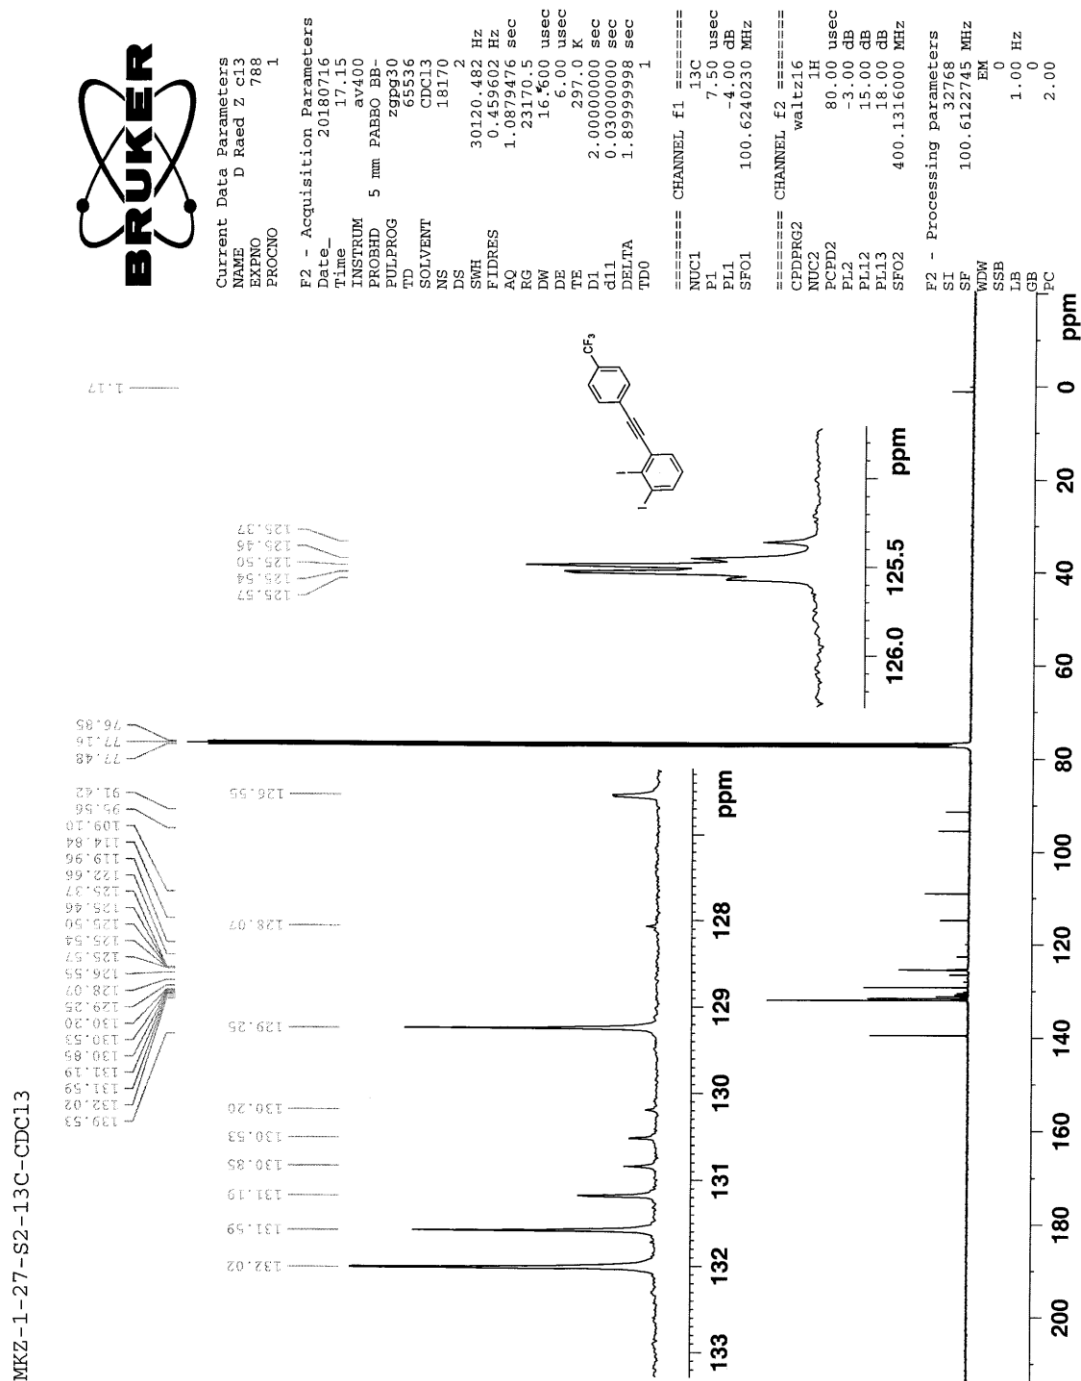 MKZ-1-27-S2-13C-CDCl3
139.53
132.02
131.59
131.19
130.85
130.53
130.20
129.25
128.07
126.55
125.57
125.54
125.50
125.46
125.37
122.66
119.96
114.84
109.10
95.56
91.42
77.48
77.16
76.85
1.17
132.02
131.59
131.19
130.85
130.53
130.20
129.25
128.07
126.55
133 132 131 130 129 128 ppm
125.57
125.54
125.50
125.46
125.37
126.0 125.5 ppm
I
I
CF3
200 180 160 140 120 100 80 60 40 20 0 ppm
BRUKER
Current Data Parameters
NAME D Raed Z c13
EXPNO 788
PROCNO 1
F2 - Acquisition Parameters
Date_ 20180716
Time 17.15
INSTRUM av400
PROBHD 5 mm PABBO BB-
PULPROG zgpg30
TD 65536
SOLVENT CDCl3
NS 18170
DS 2
SWH 30120.482 Hz
FIDRES 0.459602 Hz
AQ 1.0879476 sec
RG 23170.5
DW 16.600 usec
DE 6.00 usec
TE 297.0 K
D1 2.00000000 sec
d11 0.03000000 sec
DELTA 1.89999998 sec
TD0 1
======== CHANNEL f1 ========
NUC1 13C
P1 7.50 usec
PL1 -4.00 dB
SFO1 100.6240230 MHz
======== CHANNEL f2 ========
CPDPRG2 waltz16
NUC2 1H
PCPD2 80.00 usec
PL2 -3.00 dB
PL12 15.00 dB
PL13 18.00 dB
SFO2 400.1316000 MHz
F2 - Processing parameters
SI 32768
SF 100.6122745 MHz
WDW EM
SSB 0
LB 1.00 Hz
GB 0
PC 2.00